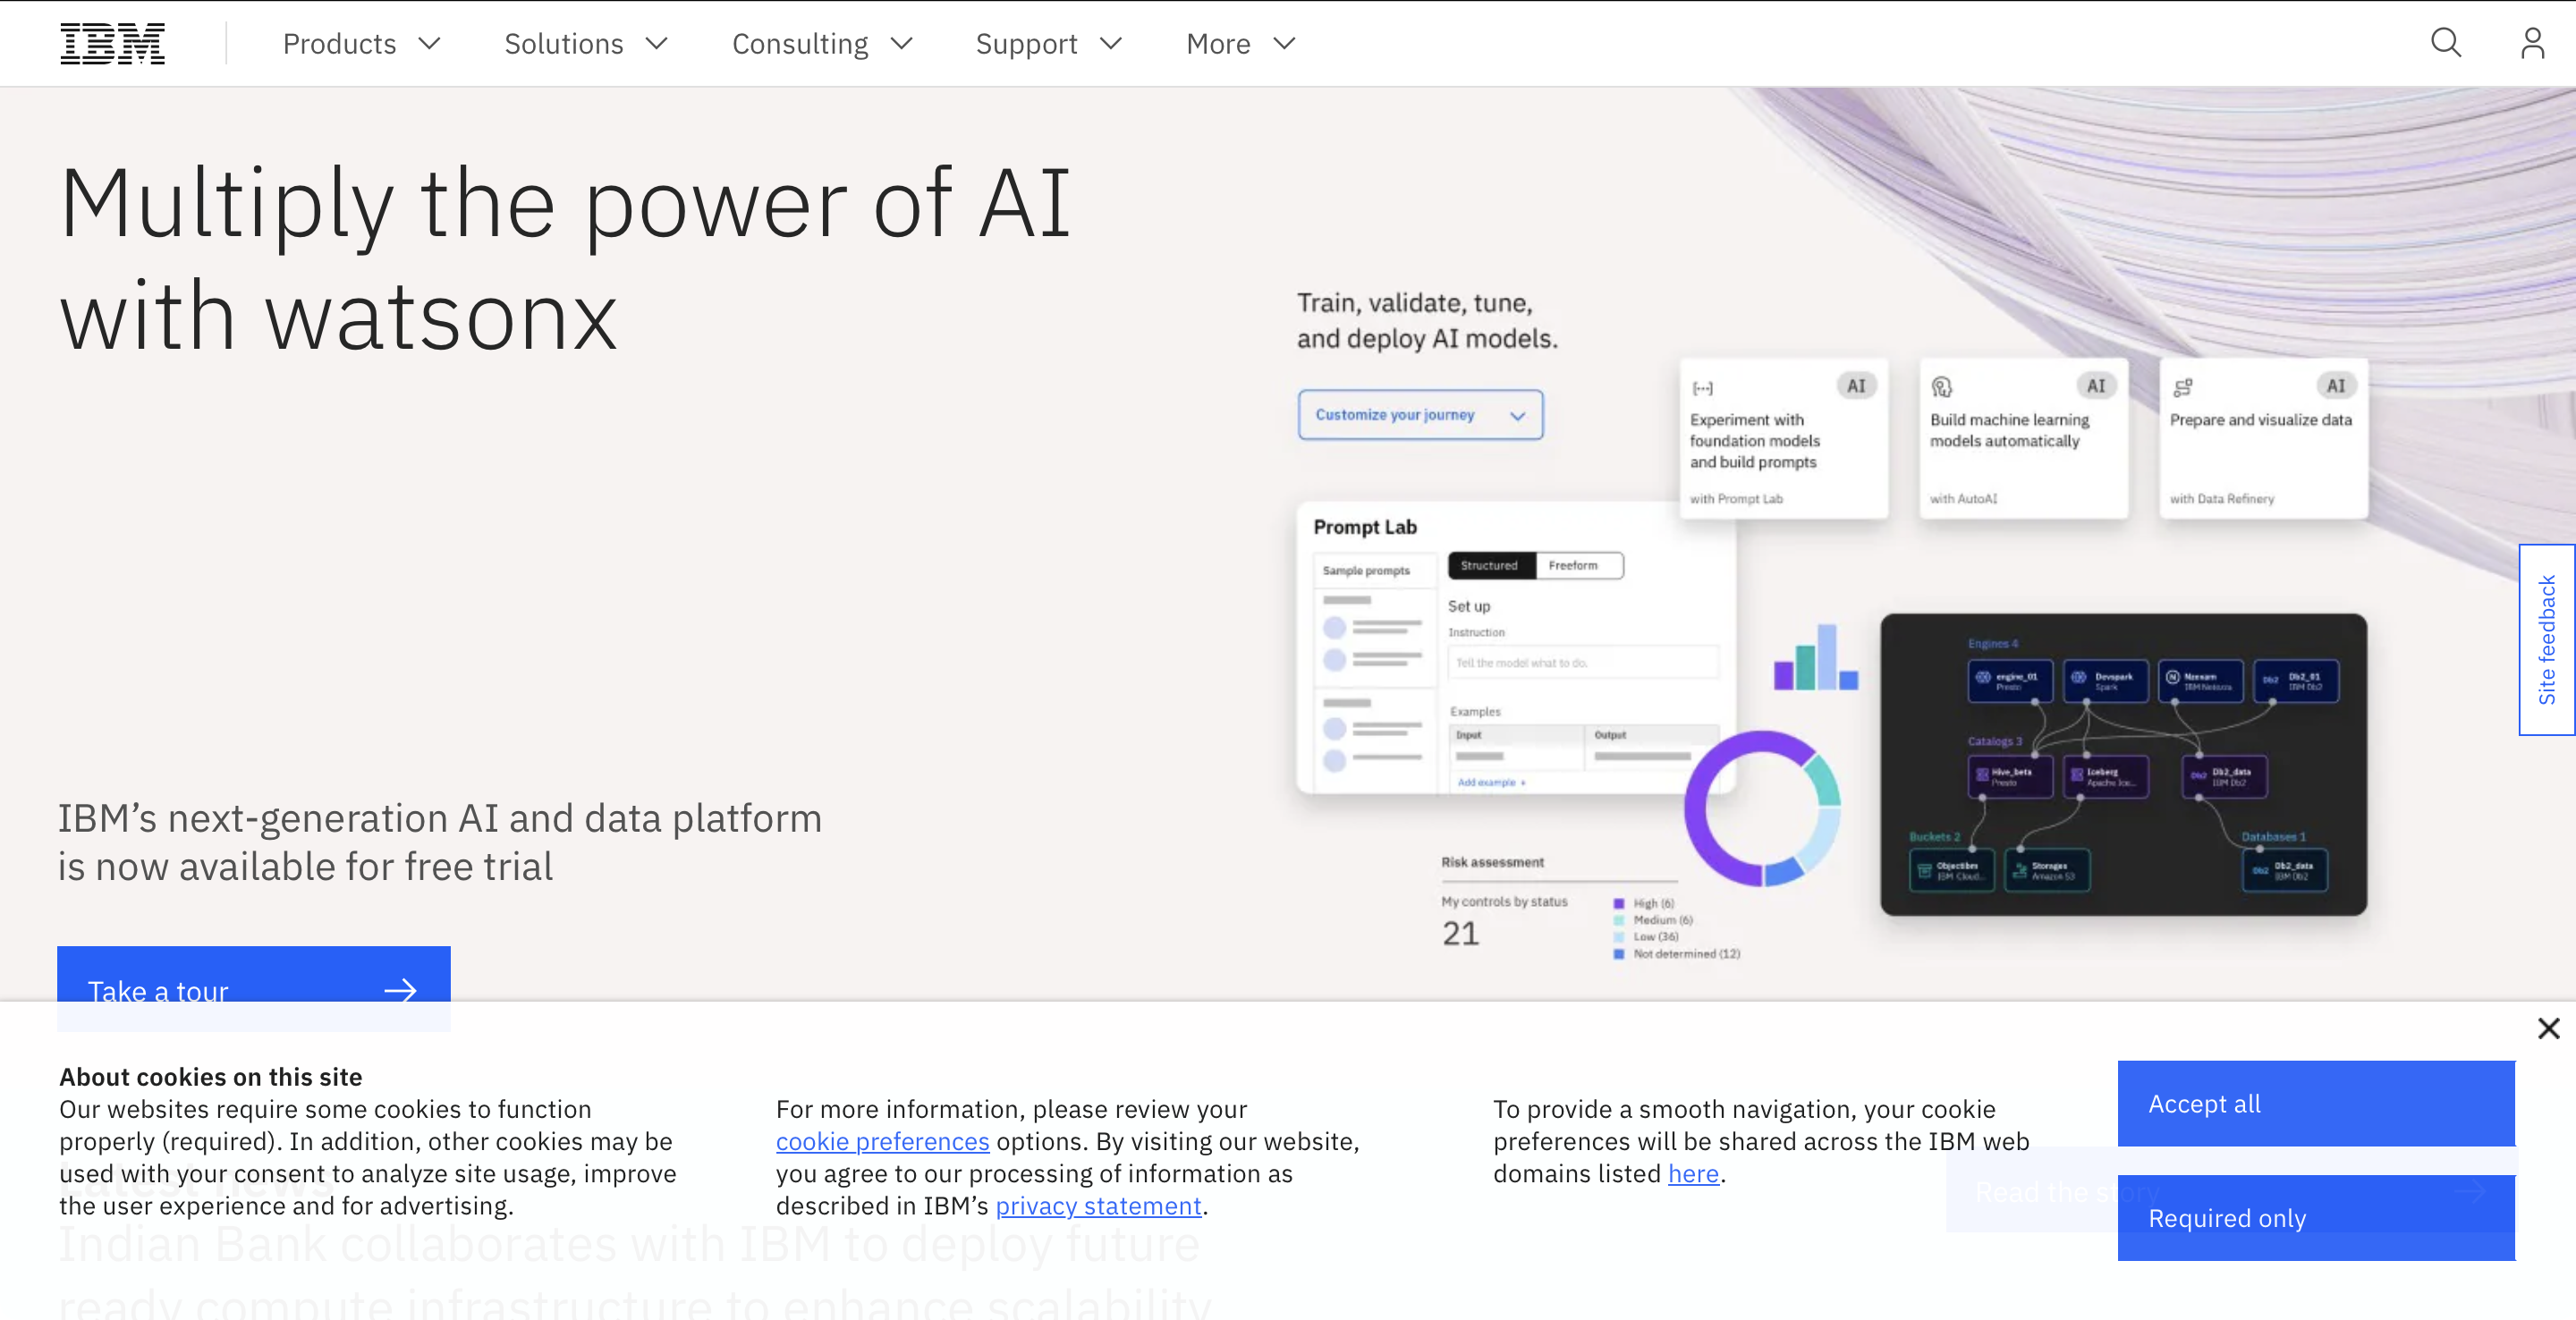 IBM
Products
Solutions
Consulting
Support
More
Multiply the power of AI
with watsonx
IBM’s next-generation AI and data platform
is now available for free trial
Take a tour
Train, validate, tune,
and deploy AI models.
Customize your journey
AI
Experiment with
foundation models
and build prompts
with Prompt Lab
AI
Build machine learning
models automatically
with AutoAI
AI
Prepare and visualize data
with Data Refinery
Prompt Lab
Sample prompts
Structured
Freeform
Set up
Instruction
Tell the model what to do.
Examples
Input
Output
Add example +
Risk assessment
My controls by status
21
High (6)
Medium (6)
Low (36)
Not determined (12)
Engines 4
engine_01
Presto
Devspark
Spark
IBM Netezza
Db2
Db2_01
IBM Db2
Catalogs 3
Hive_beta
Presto
Iceberg
Apache Ice...
Db2
Db2_data
IBM Db2
Buckets 2
IBM Cloud...
Storages
Amazon S3
Databases 1
Db2
Db2_data
IBM Db2
Site feedback
About cookies on this site
Our websites require some cookies to function
properly (required). In addition, other cookies may be
used with your consent to analyze site usage, improve
the user experience and for advertising.
For more information, please review your
cookie preferences options. By visiting our website,
you agree to our processing of information as
described in IBM’s privacy statement.
To provide a smooth navigation, your cookie
preferences will be shared across the IBM web
domains listed here.
Accept all
Required only
Latest news
Read the story
Indian Bank collaborates with IBM to deploy future
ready compute infrastructure to enhance scalability